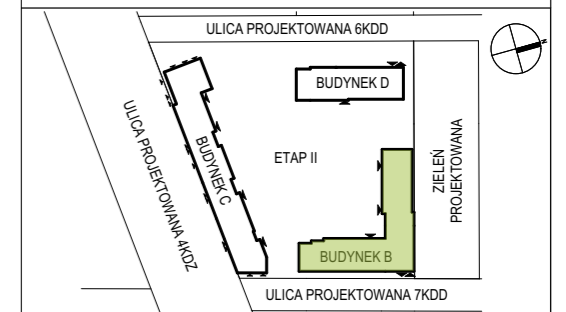 ULICA PROJEKTOWANA 6KDD
BUDYNEK D
ULICA PROJEKTOWANA 4KDZ
BUDYNEK C
ETAP II
ZIELEŃ
PROJEKTOWANA
BUDYNEK B
ULICA PROJEKTOWANA 7KDD